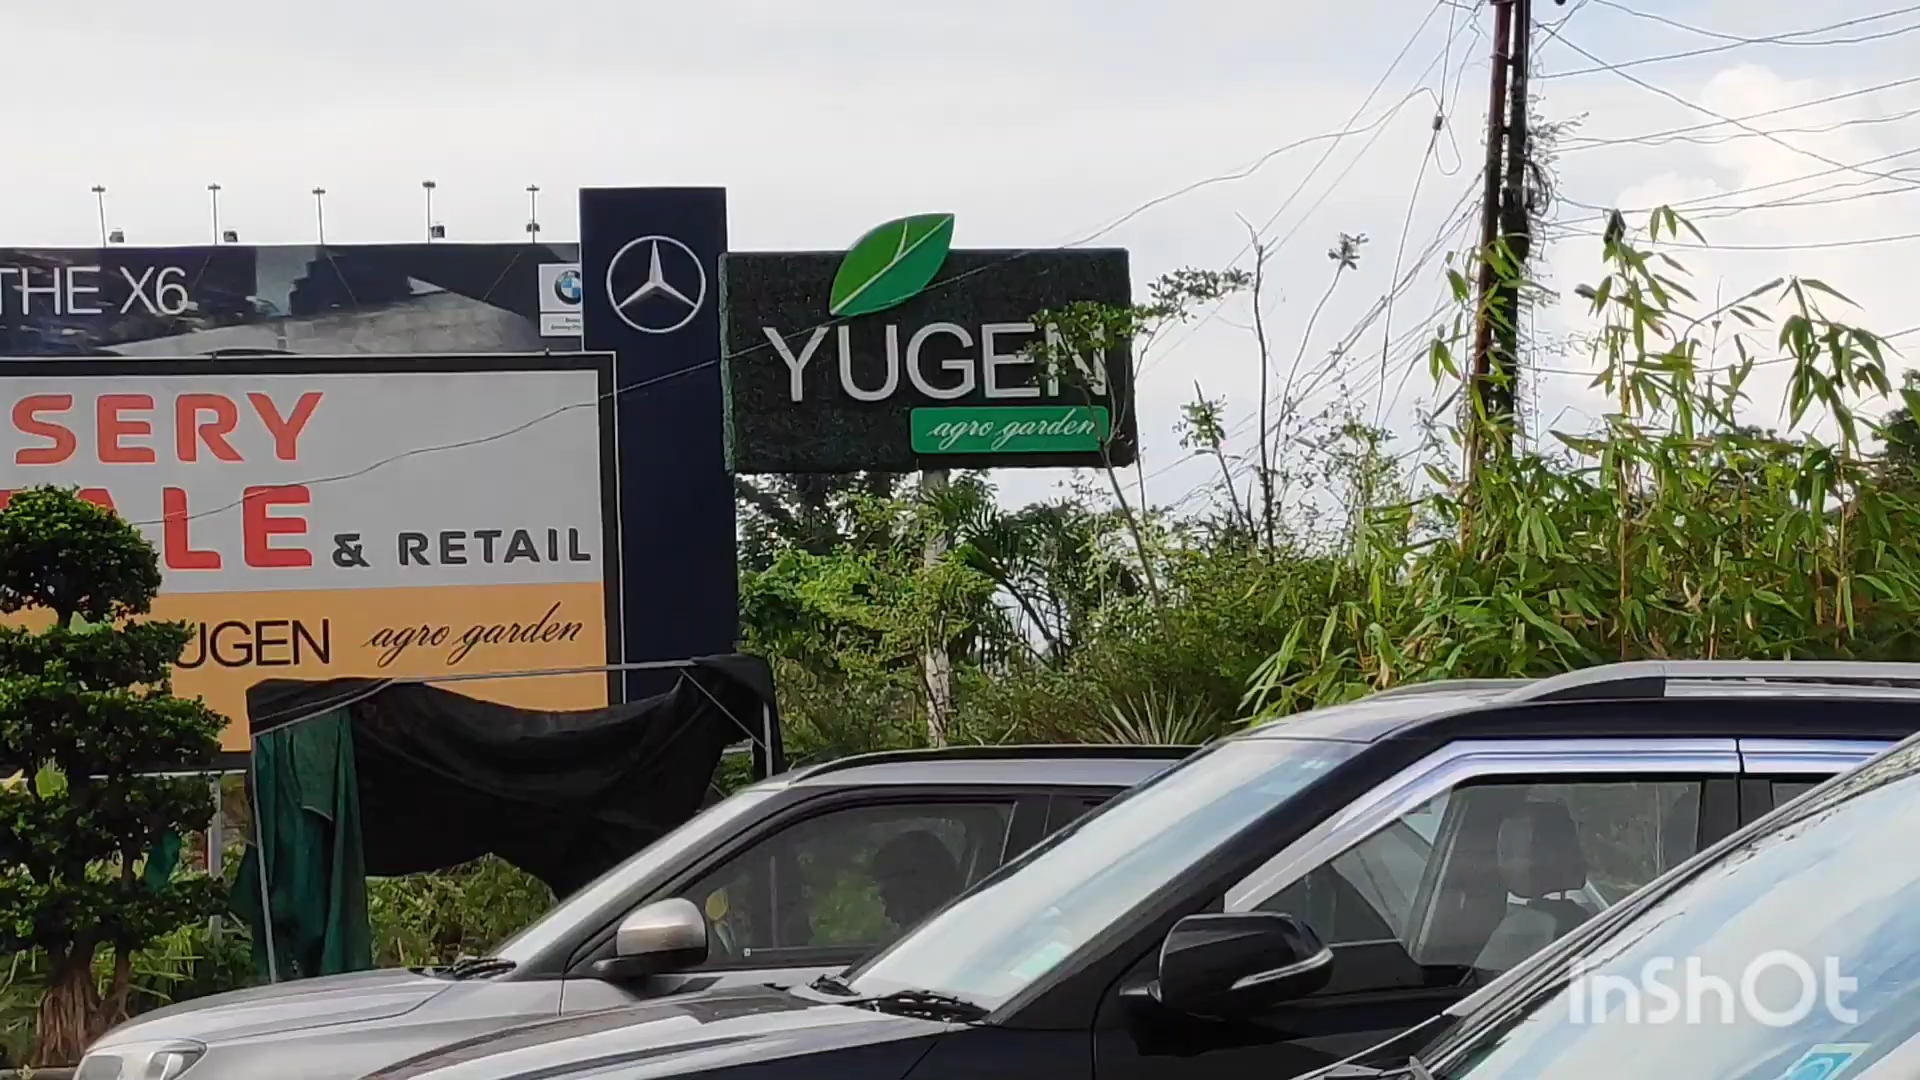 THE X6
SERY
ALE & RETAIL
UGEN agro garden
YUGEN
agro garden
InShOt